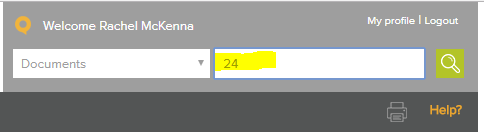 Welcome Rachel McKenna
My profile | Logout
Documents
24
Help?